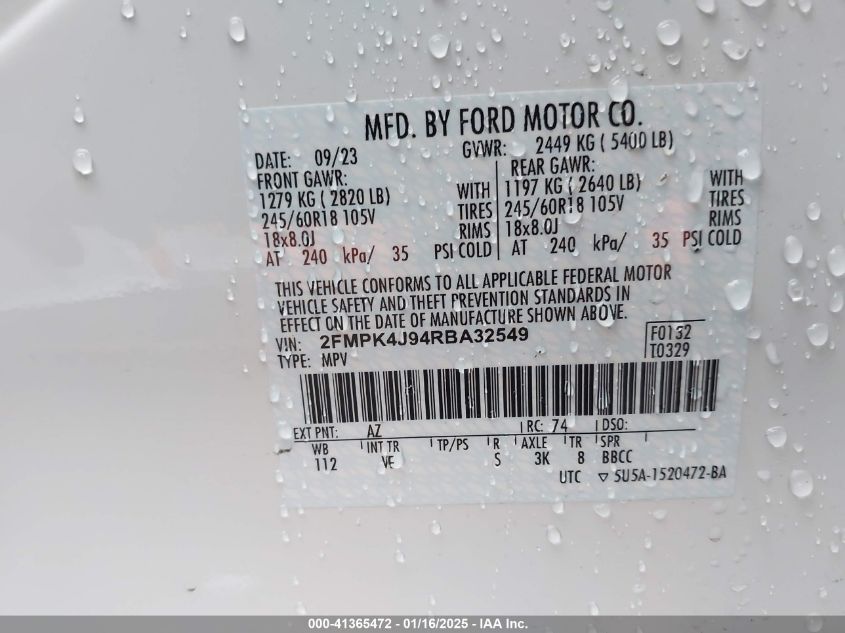 MFD. BY FORD MOTOR CO.
DATE: 09/23 GVWR: 2449 KG ( 5400 LB)
FRONT GAWR: REAR GAWR:
1279 KG ( 2820 LB) WITH 1197 KG ( 2640 LB) WITH
245/60R18 105V TIRES 245/60R18 105V TIRES
18x8.0J RIMS 18x8.0J RIMS
AT 240 kPa/ 35 PSI COLD AT 240 kPa/ 35 PSI COLD
THIS VEHICLE CONFORMS TO ALL APPLICABLE FEDERAL MOTOR
VEHICLE SAFETY AND THEFT PREVENTION STANDARDS IN
EFFECT ON THE DATE OF MANUFACTURE SHOWN ABOVE.
VIN: 2FMPK4J94RBA32549 F0132
TYPE: MPV T0329
EXT PNT: AZ RC: 74 DSO:
WB INT TR TP/PS R AXLE TR SPR
112 VE S 3K 8 BBCC
UTC ▽ 5U5A-1520472-BA
000-41365472 - 01/16/2025 - IAA Inc.